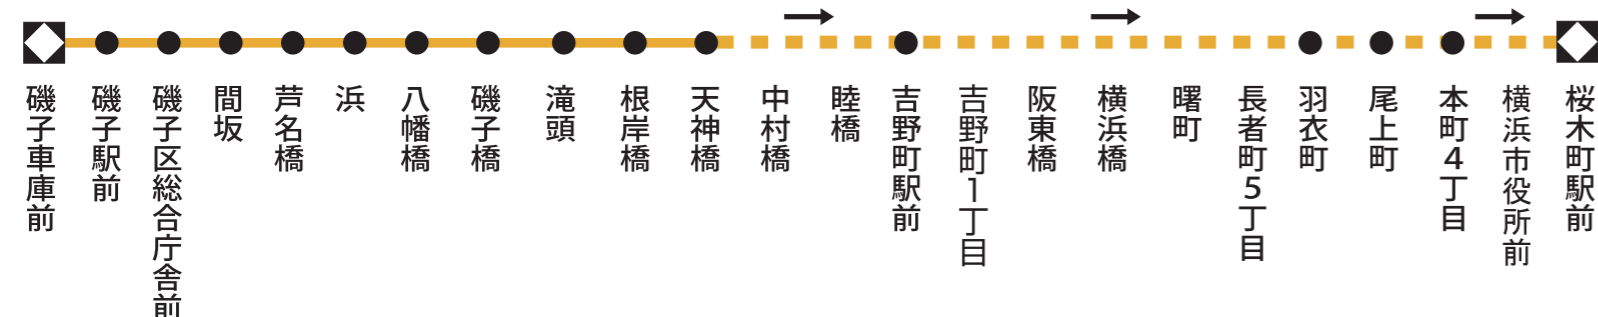 磯子車庫前
磯子駅前
磯子区総合庁舎前
間坂
芦名橋
浜
八幡橋
磯子橋
滝頭
根岸橋
天神橋
中村橋
睦橋
吉野町駅前
吉野町1丁目
阪東橋
横浜橋
曙町
長者町5丁目
羽衣町
尾上町
本町4丁目
横浜市役所前
桜木町駅前